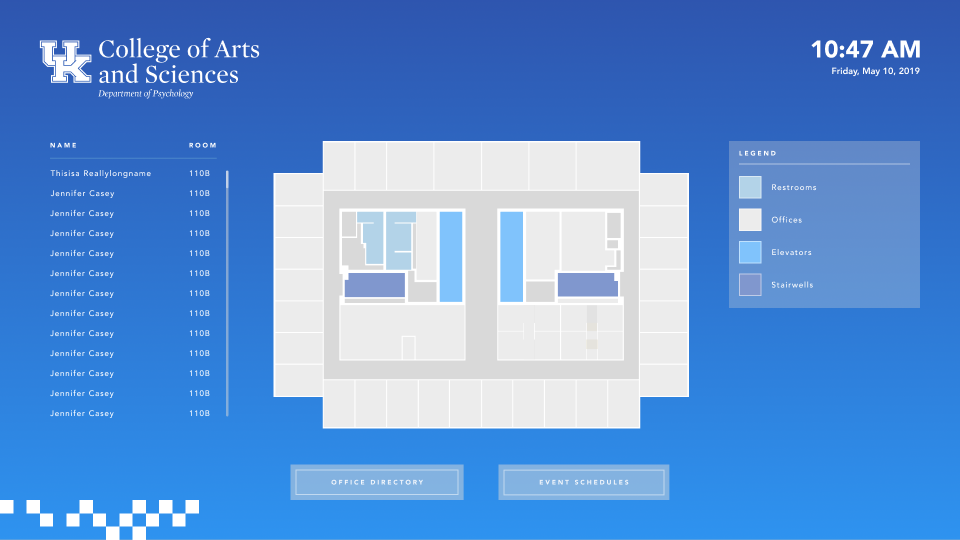 UK
College of Arts
and Sciences
Department of Psychology
10:47 AM
Friday, May 10, 2019
NAME ROOM
Thisisa Reallylongname 110B
Jennifer Casey 110B
Jennifer Casey 110B
Jennifer Casey 110B
Jennifer Casey 110B
Jennifer Casey 110B
Jennifer Casey 110B
Jennifer Casey 110B
Jennifer Casey 110B
Jennifer Casey 110B
Jennifer Casey 110B
Jennifer Casey 110B
Jennifer Casey 110B
LEGEND
Restrooms
Offices
Elevators
Stairwells
OFFICE DIRECTORY
EVENT SCHEDULES